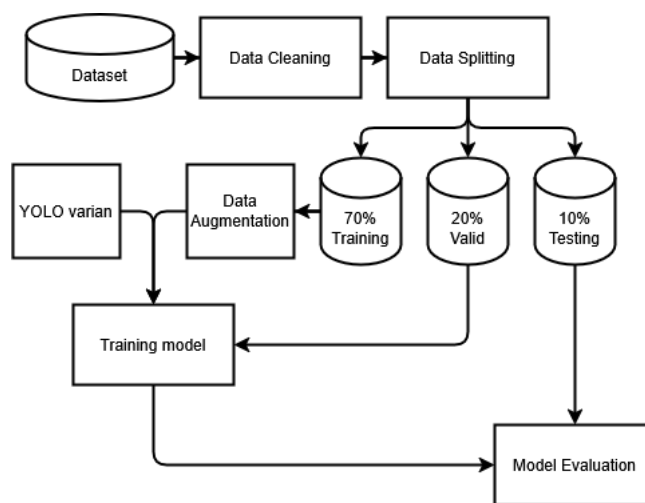 Dataset
Data Cleaning
Data Splitting
YOLO varian
Data
Augmentation
70%
Training
20%
Valid
10%
Testing
Training model
Model Evaluation